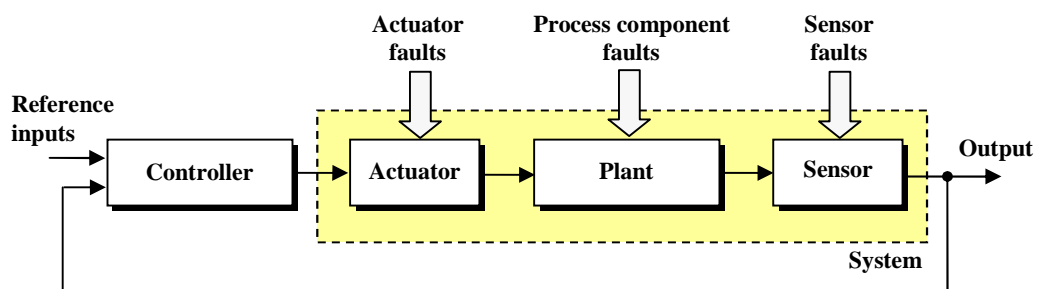 Actuator
faults
Process component
faults
Sensor
faults
Reference
inputs
Controller
Actuator
Plant
Sensor
Output
System